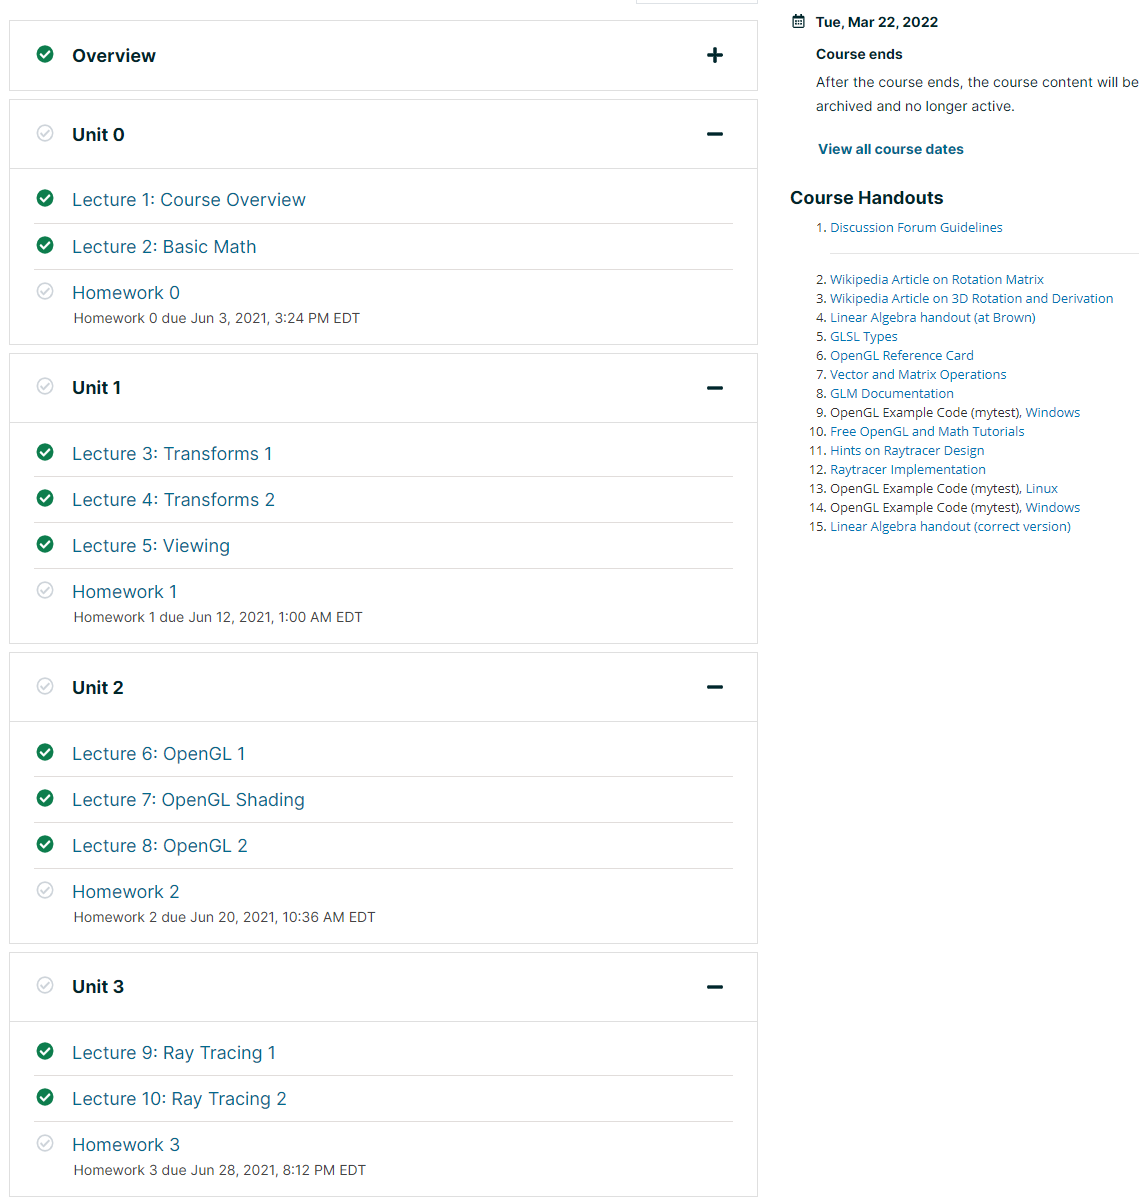 Overview
Unit 0
Lecture 1: Course Overview
Lecture 2: Basic Math
Homework 0
Homework 0 due Jun 3, 2021, 3:24 PM EDT
Unit 1
Lecture 3: Transforms 1
Lecture 4: Transforms 2
Lecture 5: Viewing
Homework 1
Homework 1 due Jun 12, 2021, 1:00 AM EDT
Unit 2
Lecture 6: OpenGL 1
Lecture 7: OpenGL Shading
Lecture 8: OpenGL 2
Homework 2
Homework 2 due Jun 20, 2021, 10:36 AM EDT
Unit 3
Lecture 9: Ray Tracing 1
Lecture 10: Ray Tracing 2
Homework 3
Homework 3 due Jun 28, 2021, 8:12 PM EDT
Tue, Mar 22, 2022
Course ends
After the course ends, the course content will be
archived and no longer active.
View all course dates
Course Handouts
1. Discussion Forum Guidelines
2. Wikipedia Article on Rotation Matrix
3. Wikipedia Article on 3D Rotation and Derivation
4. Linear Algebra handout (at Brown)
5. GLSL Types
6. OpenGL Reference Card
7. Vector and Matrix Operations
8. GLM Documentation
9. OpenGL Example Code (mytest), Windows
10. Free OpenGL and Math Tutorials
11. Hints on Raytracer Design
12. Raytracer Implementation
13. OpenGL Example Code (mytest), Linux
14. OpenGL Example Code (mytest), Windows
15. Linear Algebra handout (correct version)